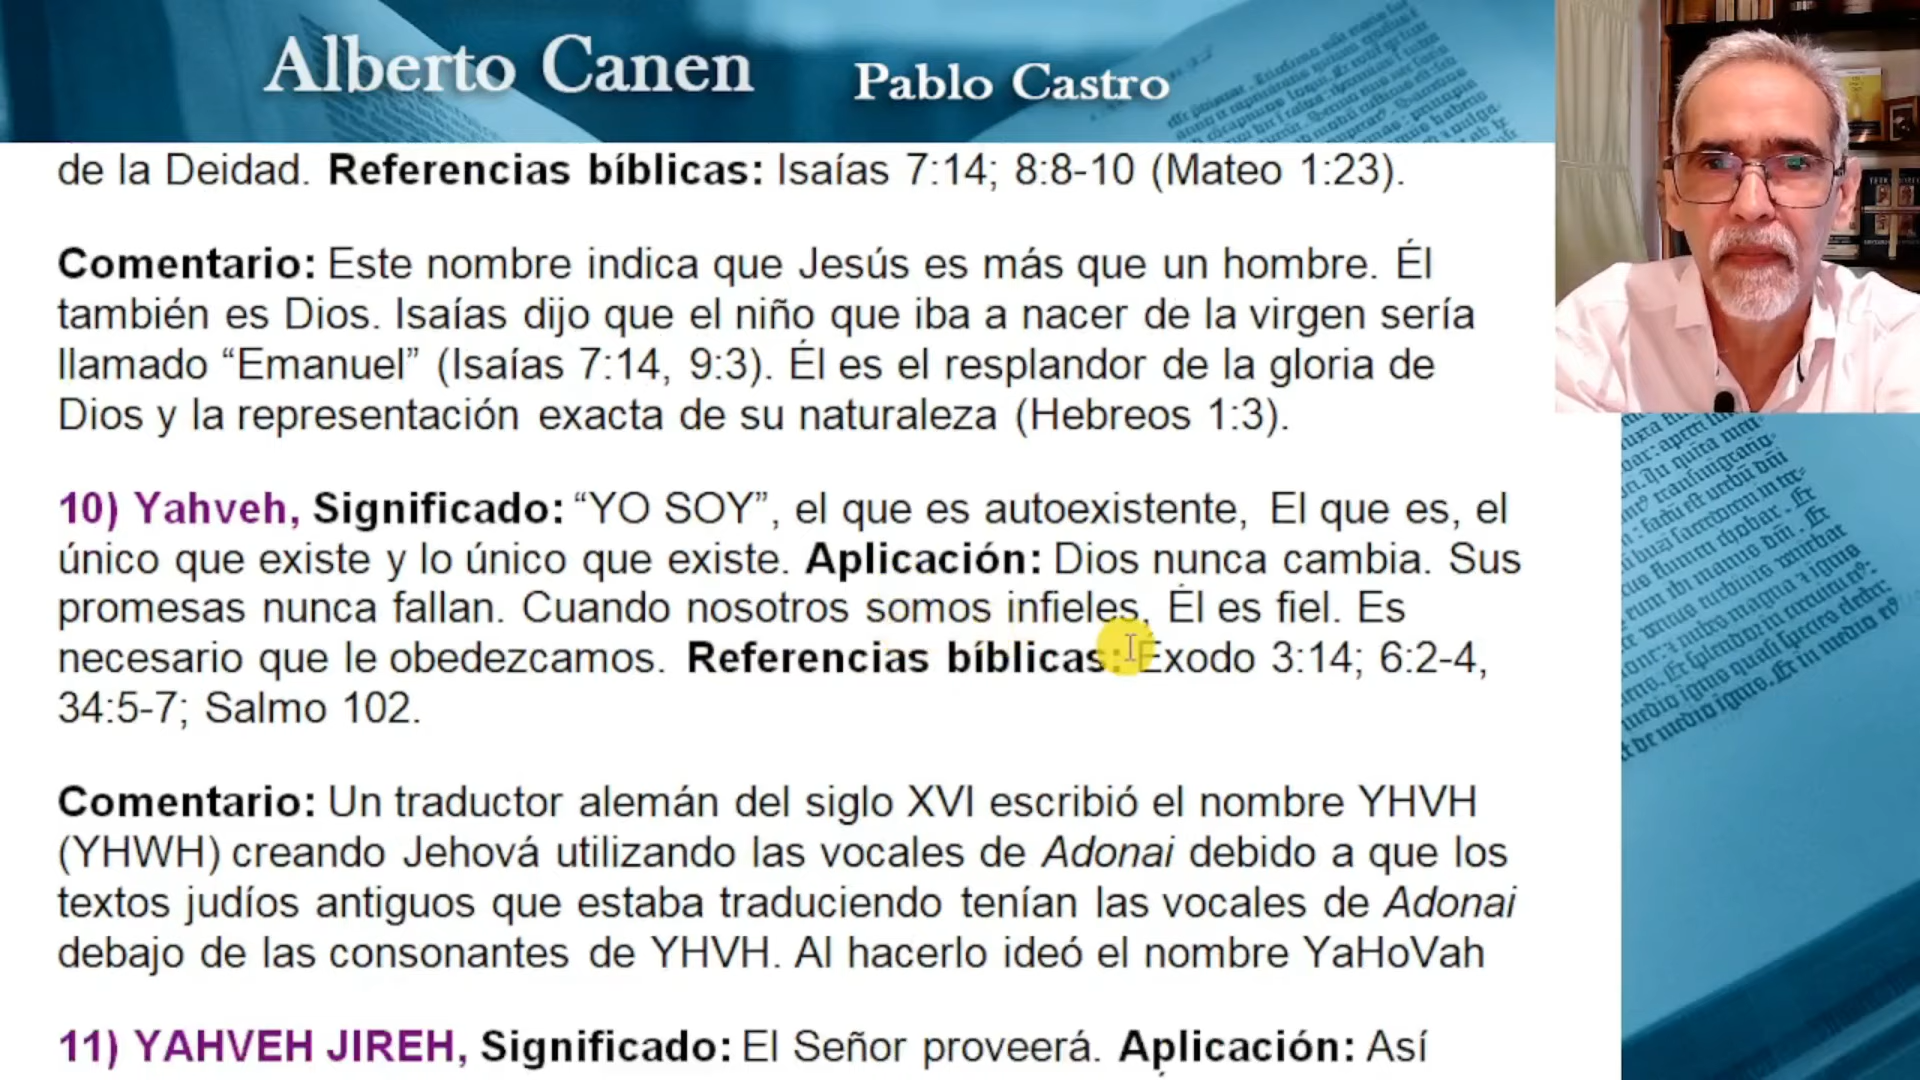 Alberto Canen
Pablo Castro
de la Deidad. Referencias bíblicas: Isaías 7:14; 8:8-10 (Mateo 1:23).
Comentario: Este nombre indica que Jesús es más que un hombre. Él
también es Dios. Isaías dijo que el niño que iba a nacer de la virgen sería
llamado “Emanuel” (Isaías 7:14, 9:3). Él es el resplandor de la gloria de
Dios y la representación exacta de su naturaleza (Hebreos 1:3).
10) Yahveh, Significado: “YO SOY”, el que es autoexistente, El que es, el
único que existe y lo único que existe. Aplicación: Dios nunca cambia. Sus
promesas nunca fallan. Cuando nosotros somos infieles, Él es fiel. Es
necesario que le obedezcamos. Referencias bíblicas: Éxodo 3:14; 6:2-4,
34:5-7; Salmo 102.
Comentario: Un traductor alemán del siglo XVI escribió el nombre YHVH
(YHWH) creando Jehová utilizando las vocales de Adonai debido a que los
textos judíos antiguos que estaba traduciendo tenían las vocales de Adonai
debajo de las consonantes de YHVH. Al hacerlo ideó el nombre YaHoVah
11) YAHVEH JIREH, Significado: El Señor proveerá. Aplicación: Así